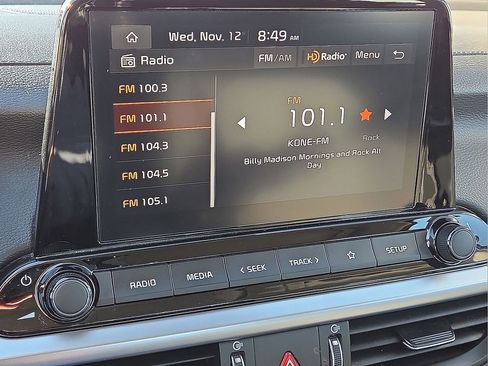 Wed, Nov. 12 8:49 AM
Radio FM/AM HD Radio Menu
FM 100.3
FM 101.1
FM 104.3
FM 104.5
FM 105.1
FM
101.1
KONE-FM
Rock
Billy Madison Mornings and Rock All
Day
RADIO MEDIA < SEEK TRACK > SETUP